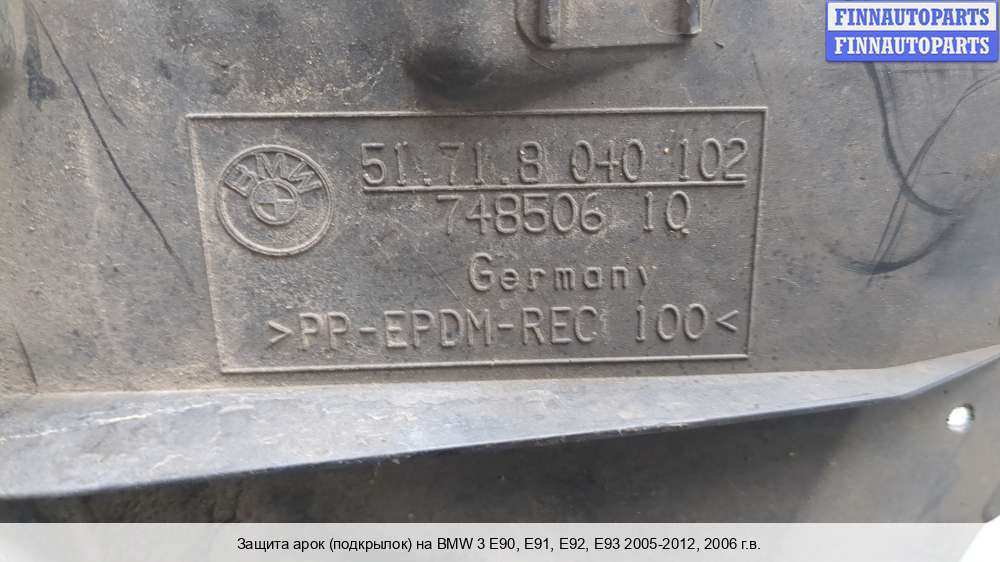 FINNAUTOPARTS
FINNAUTOPARTS
BMW
51.71.8 040 102
748506 10
Germany
>PP-EPDM-REC 100<
Защита арок (подкрылок) на BMW 3 E90, E91, E92, E93 2005-2012, 2006 г.в.